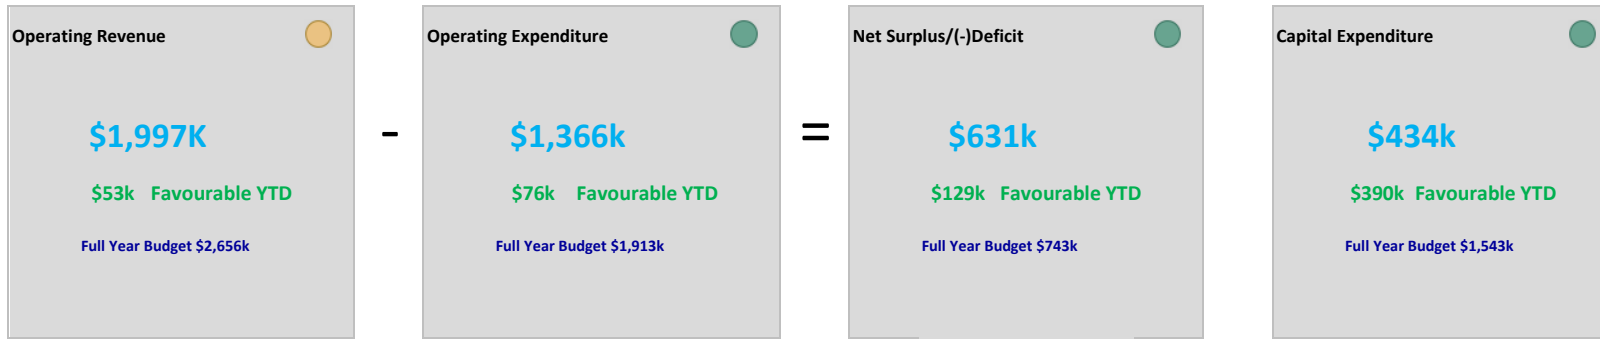 Operating Revenue
$1,997K
$53k Favourable YTD
Full Year Budget $2,656k
-
Operating Expenditure
$1,366k
$76k Favourable YTD
Full Year Budget $1,913k
=
Net Surplus/(-)Deficit
$631k
$129k Favourable YTD
Full Year Budget $743k
Capital Expenditure
$434k
$390k Favourable YTD
Full Year Budget $1,543k